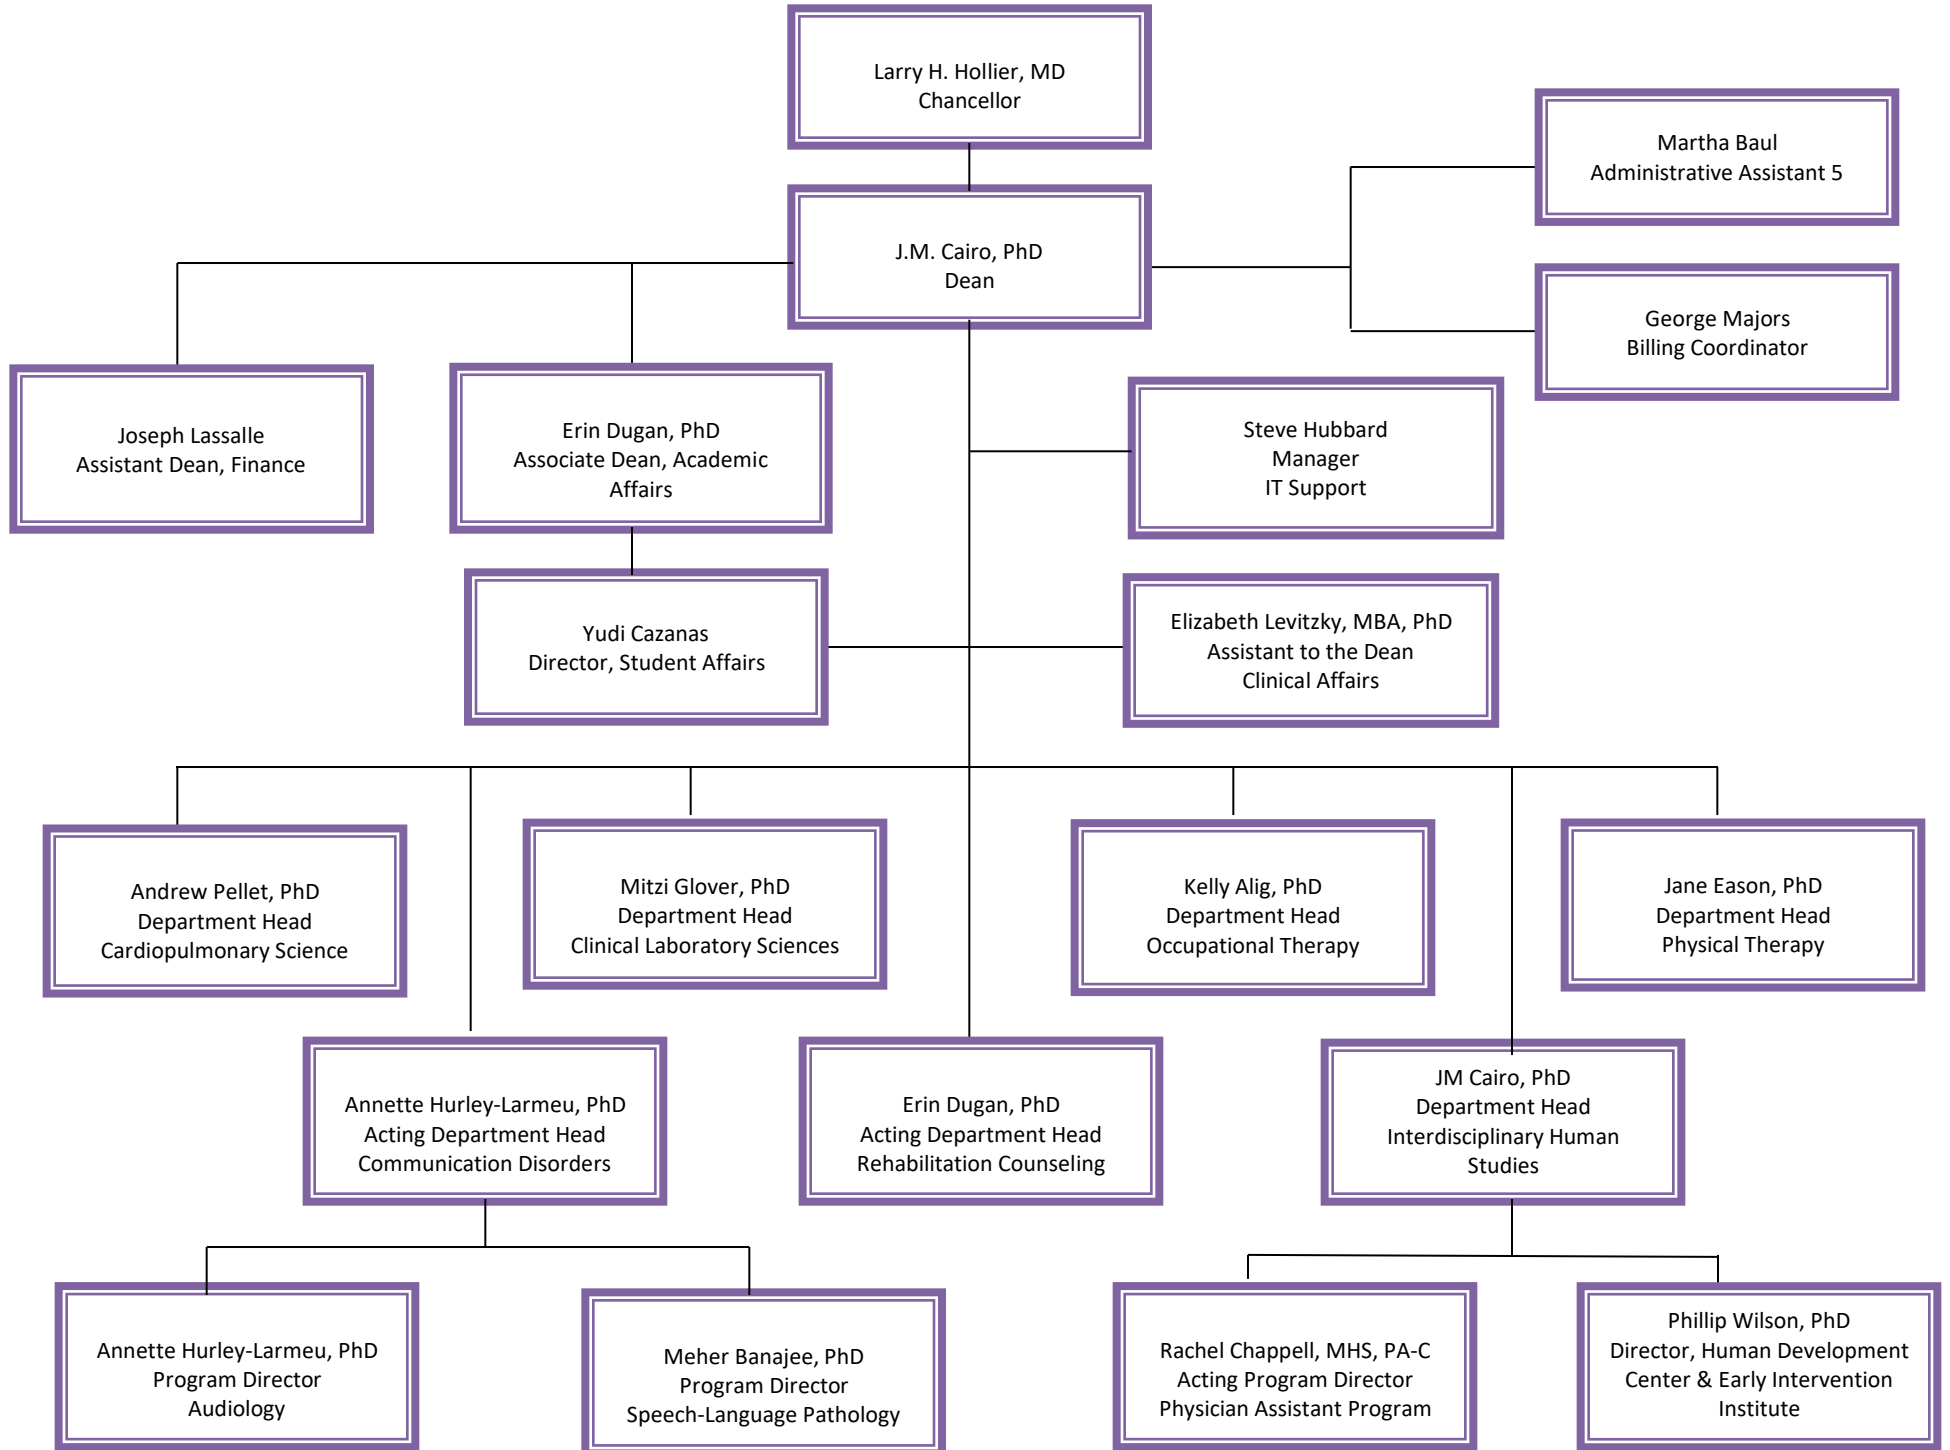 Larry H. Hollier, MD
Chancellor
Martha Baul
Administrative Assistant 5
J.M. Cairo, PhD
Dean
George Majors
Billing Coordinator
Joseph Lassalle
Assistant Dean, Finance
Erin Dugan, PhD
Associate Dean, Academic
Affairs
Steve Hubbard
Manager
IT Support
Yudi Cazanas
Director, Student Affairs
Elizabeth Levitzky, MBA, PhD
Assistant to the Dean
Clinical Affairs
Andrew Pellet, PhD
Department Head
Cardiopulmonary Science
Mitzi Glover, PhD
Department Head
Clinical Laboratory Sciences
Kelly Alig, PhD
Department Head
Occupational Therapy
Jane Eason, PhD
Department Head
Physical Therapy
Annette Hurley-Larmeu, PhD
Acting Department Head
Communication Disorders
Erin Dugan, PhD
Acting Department Head
Rehabilitation Counseling
JM Cairo, PhD
Department Head
Interdisciplinary Human
Studies
Annette Hurley-Larmeu, PhD
Program Director
Audiology
Meher Banajee, PhD
Program Director
Speech-Language Pathology
Rachel Chappell, MHS, PA-C
Acting Program Director
Physician Assistant Program
Phillip Wilson, PhD
Director, Human Development
Center & Early Intervention
Institute